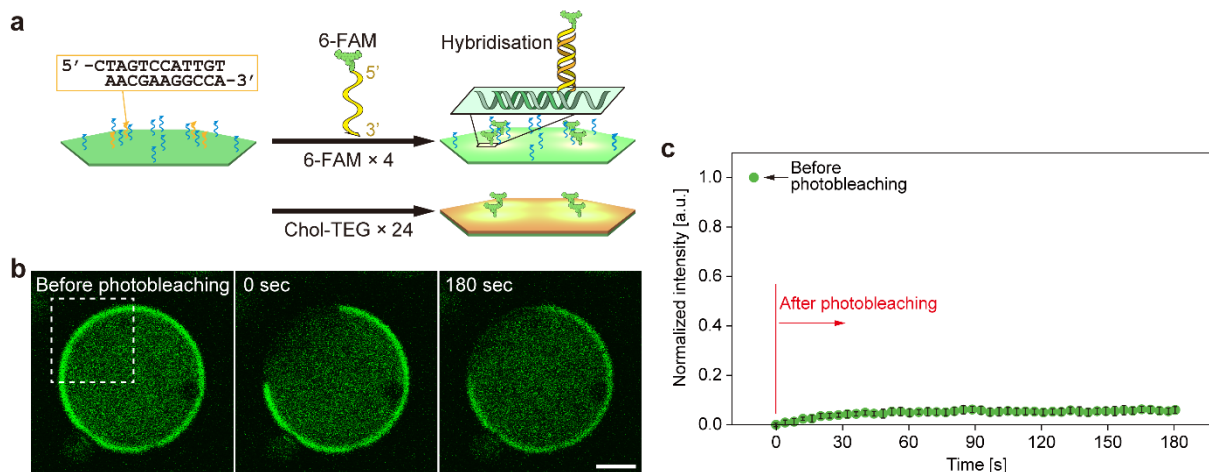 a
5’ -CTAGTCCATTGT
AACGAAGGCCA-3’
6-FAM
5’
3’
6-FAM × 4
Hybridisation
Chol-TEG × 24
b
Before photobleaching
0 sec
180 sec
c
Normalized intensity [a.u.]
1.0
0.8
0.6
0.4
0.2
0.0
Before
photobleaching
After photobleaching
0
30
60
90
120
150
180
Time [s]